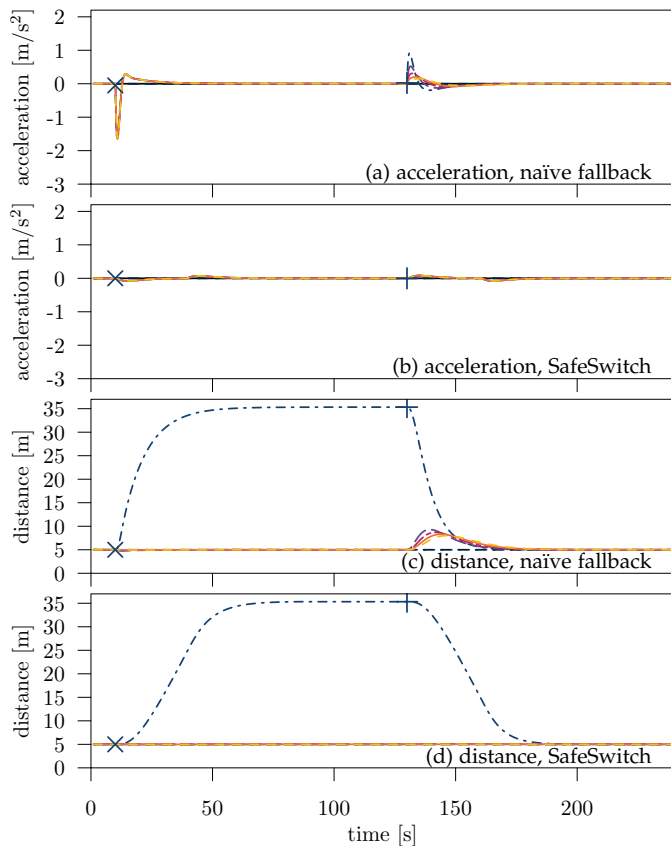 acceleration [m/s²]
2
1
0
-1
-2
-3
(a) acceleration, naïve fallback
acceleration [m/s²]
2
1
0
-1
-2
-3
(b) acceleration, SafeSwitch
distance [m]
35
30
25
20
15
10
5
0
(c) distance, naïve fallback
distance [m]
35
30
25
20
15
10
5
0
(d) distance, SafeSwitch
0 50 100 150 200
time [s]